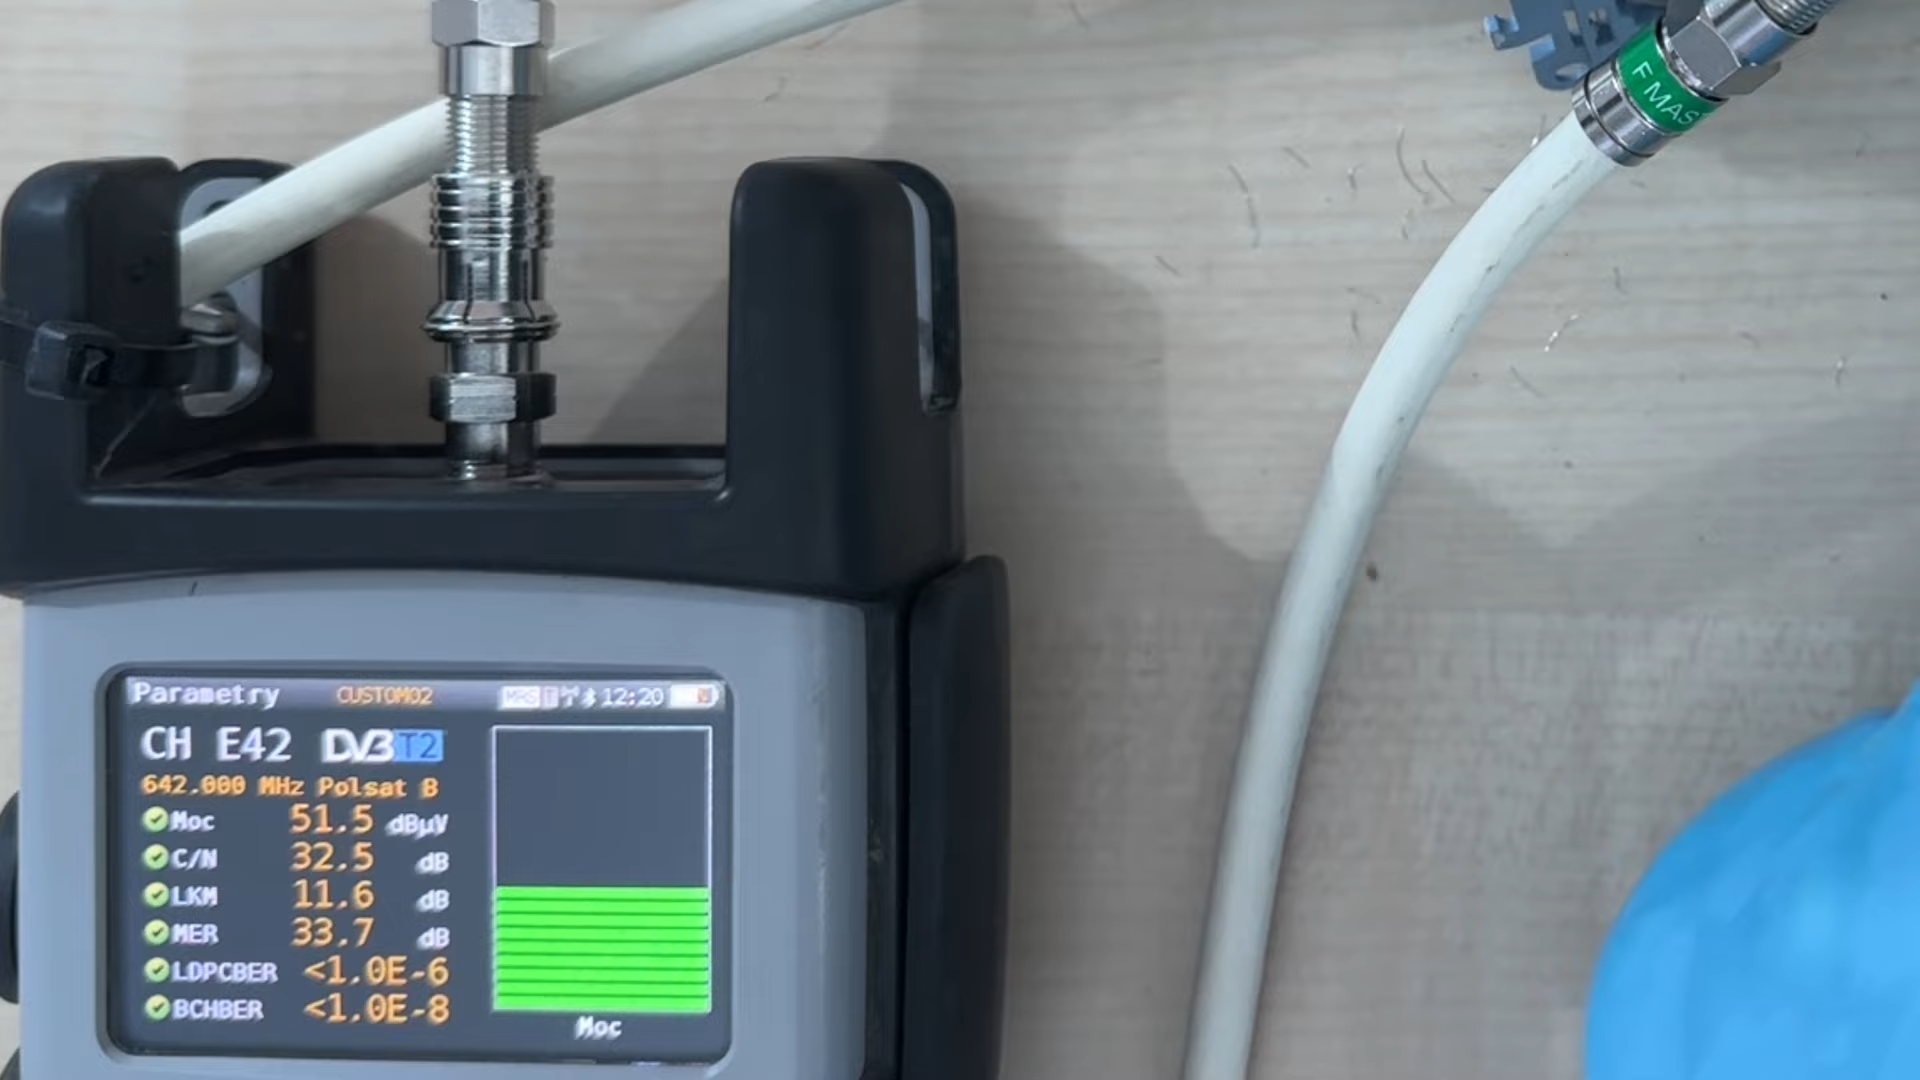 F MAS
Parametry CUSTOM02 MRS T 12:20
CH E42 DVB T2
642.000 MHz Polsat B
Moc 51.5 dBµV
C/N 32.5 dB
LKM 11.6 dB
MER 33.7 dB
LDPCBER <1.0E-6
BCHBER <1.0E-8
Moc